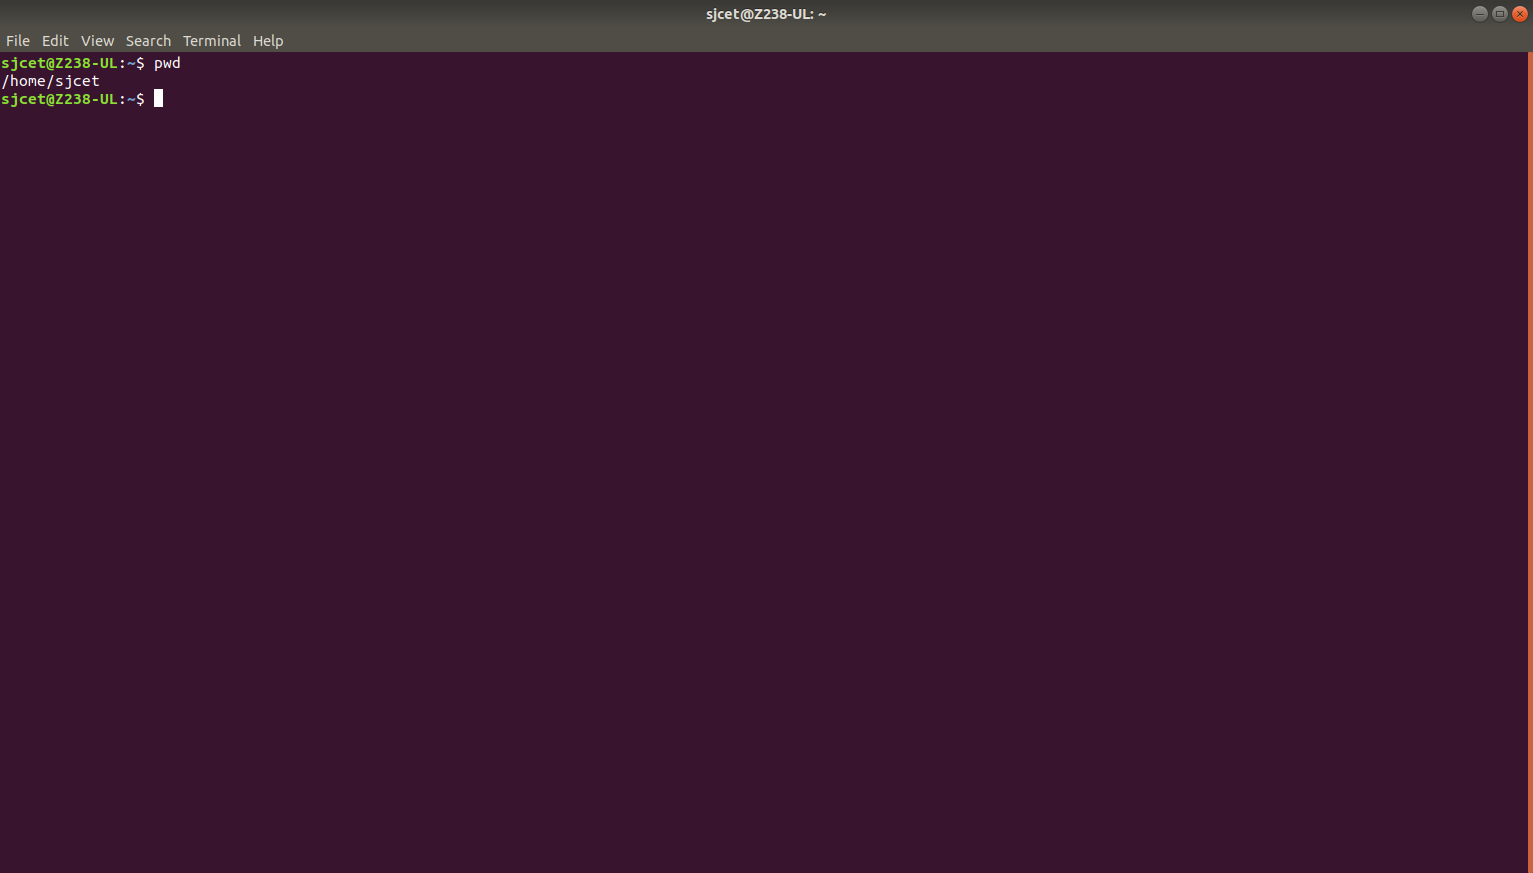 sjcet@Z238-UL: ~
File Edit View Search Terminal Help
sjcet@Z238-UL:~$ pwd
/home/sjcet
sjcet@Z238-UL:~$